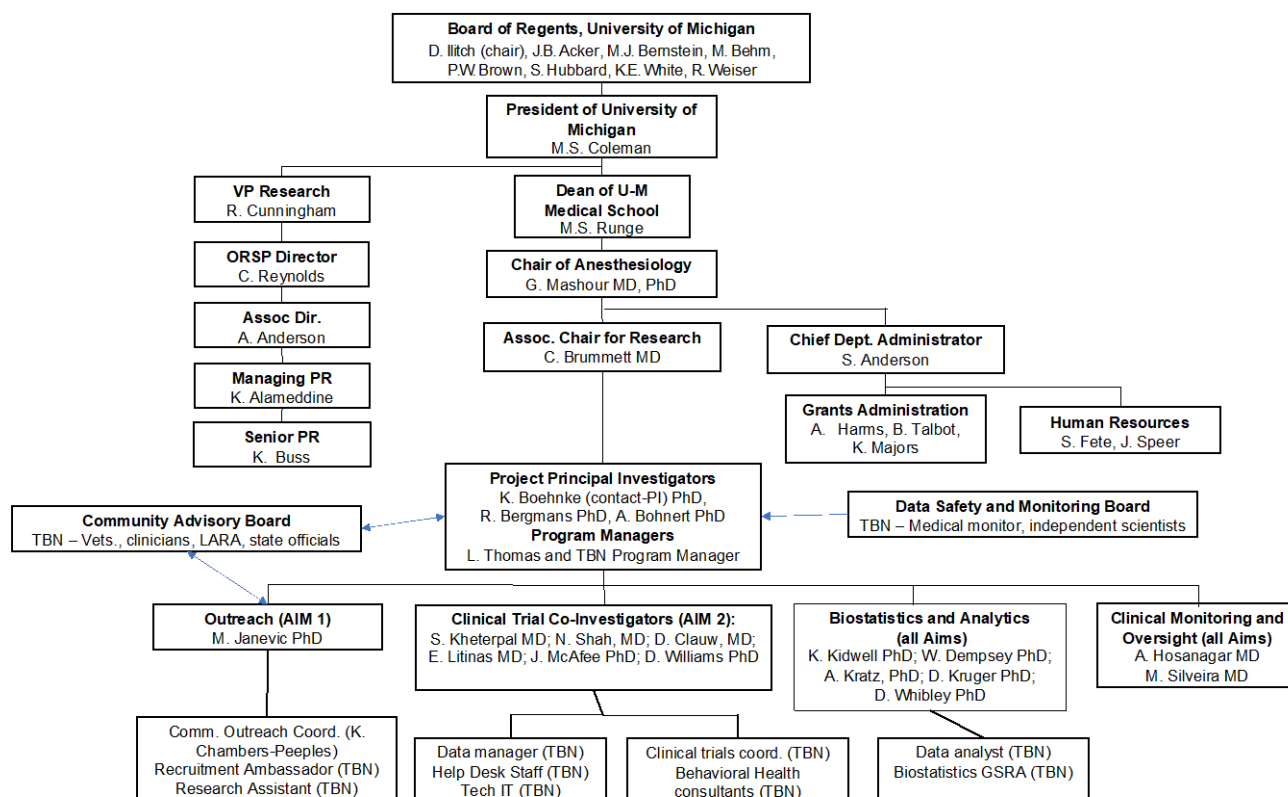 Board of Regents, University of Michigan
D. Ilitch (chair), J.B. Acker, M.J. Bernstein, M. Behm,
P.W. Brown, S. Hubbard, K.E. White, R. Weiser
President of University of
Michigan
M.S. Coleman
VP Research
R. Cunningham
Dean of U-M
Medical School
M.S. Runge
ORSP Director
C. Reynolds
Chair of Anesthesiology
G. Mashour MD, PhD
Assoc Dir.
A. Anderson
Assoc. Chair for Research
C. Brummett MD
Chief Dept. Administrator
S. Anderson
Managing PR
K. Alameddine
Grants Administration
A. Harms, B. Talbot,
K. Majors
Human Resources
S. Fete, J. Speer
Senior PR
K. Buss
Project Principal Investigators
K. Boehnke (contact-PI) PhD,
R. Bergmans PhD, A. Bohnert PhD
Program Managers
L. Thomas and TBN Program Manager
Community Advisory Board
TBN – Vets., clinicians, LARA, state officials
Data Safety and Monitoring Board
TBN – Medical monitor, independent scientists
Outreach (AIM 1)
M. Janevic PhD
Clinical Trial Co-Investigators (AIM 2):
S. Kheterpal MD; N. Shah, MD; D. Clauw, MD;
E. Litinas MD; J. McAfee PhD; D. Williams PhD
Biostatistics and Analytics
(all Aims)
K. Kidwell PhD; W. Dempsey PhD;
A. Kratz, PhD; D. Kruger PhD;
D. Whibley PhD
Clinical Monitoring and
Oversight (all Aims)
A. Hosanagar MD
M. Silveira MD
Comm. Outreach Coord. (K.
Chambers-Peeples)
Recruitment Ambassador (TBN)
Research Assistant (TBN)
Data manager (TBN)
Help Desk Staff (TBN)
Tech IT (TBN)
Clinical trials coord. (TBN)
Behavioral Health
consultants (TBN)
Data analyst (TBN)
Biostatistics GSRA (TBN)